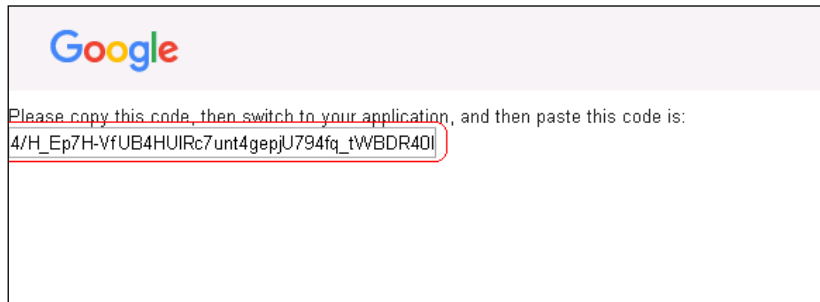 Google
Please copy this code, then switch to your application, and then paste this code is:
4/H_Ep7H-VfUB4HUIRc7unt4gepjU794fq_tWBDR40I